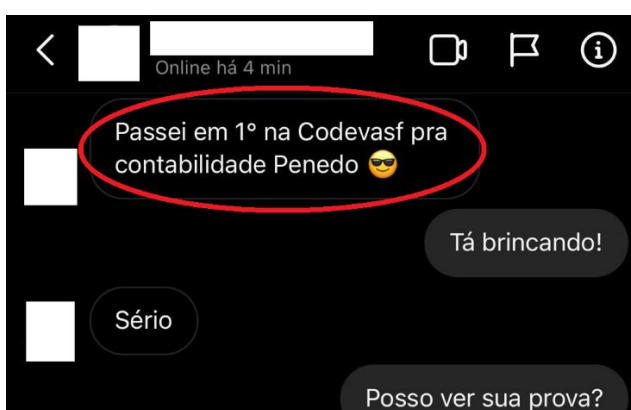 Online há 4 min
Passei em 1º na Codevasf pra
contabilidade Penedo 😎
Tá brincando!
Sério
Posso ver sua prova?